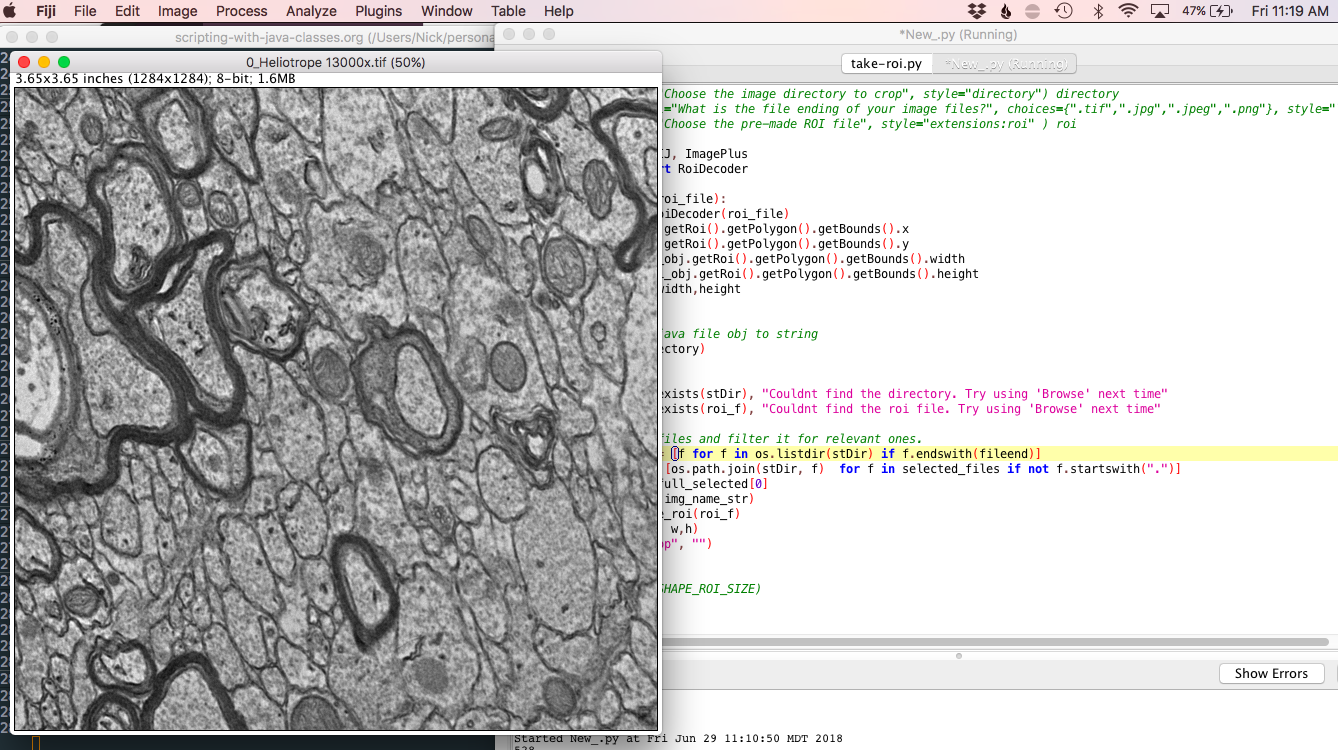 Fiji File Edit Image Process Analyze Plugins Window Table Help 47% Fri 11:19 AM
scripting-with-java-classes.org (/Users/Nick/persona
*New_.py (Running)
0_Heliotrope 13000x.tif (50%)
3.65x3.65 inches (1284x1284); 8-bit; 1.6MB
take-roi.py *New_.py (Running)
Choose the image directory to crop", style="directory") directory
="What is the file ending of your image files?", choices={".tif",".jpg",".jpeg",".png"}, style="
Choose the pre-made ROI file", style="extensions:roi" ) roi
IJ, ImagePlus
rt RoiDecoder
roi_file):
oiDecoder(roi_file)
.getRoi().getPolygon().getBounds().x
.getRoi().getPolygon().getBounds().y
_obj.getRoi().getPolygon().getBounds().width
i_obj.getRoi().getPolygon().getBounds().height
width,height
java file obj to string
ectory)
exists(stDir), "Couldnt find the directory. Try using 'Browse' next time"
exists(roi_f), "Couldnt find the roi file. Try using 'Browse' next time"
files and filter it for relevant ones.
= [f for f in os.listdir(stDir) if f.endswith(fileend)]
[os.path.join(stDir, f) for f in selected_files if not f.startswith(".")]
full_selected[0]
img_name_str)
e_roi(roi_f)
w,h)
op", "")
SHAPE_ROI_SIZE)
Show Errors
Started New_.py at Fri Jun 29 11:10:50 MDT 2018
528